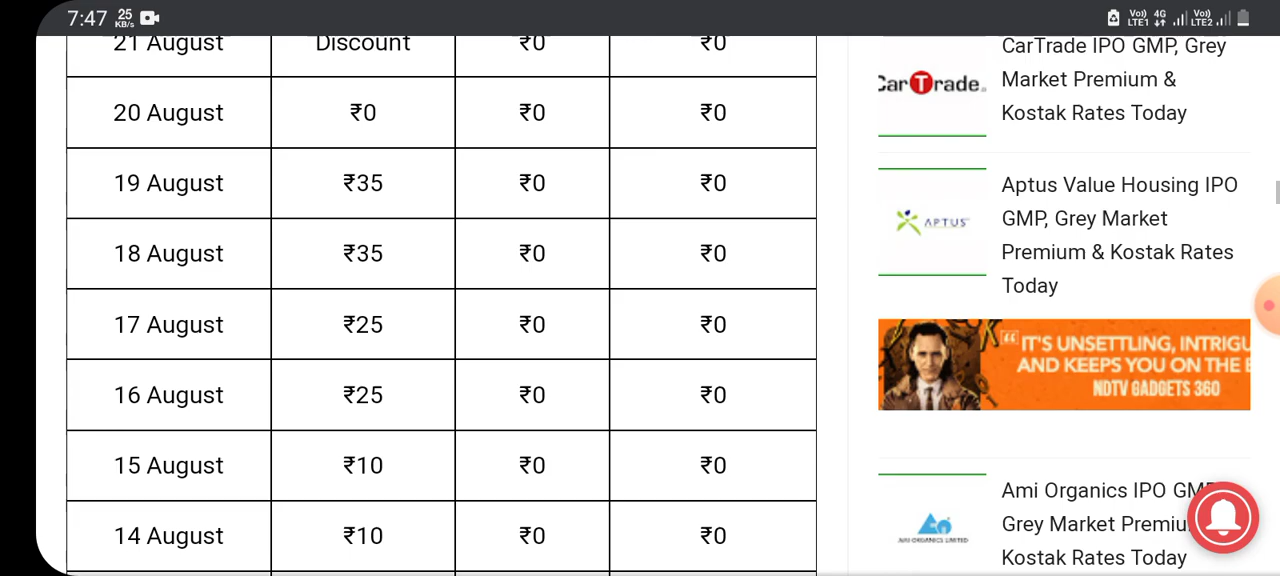 7:47 25 KB/s Vo) LTE1 4G Vo) LTE2
21 August Discount ₹0 ₹0
20 August ₹0 ₹0 ₹0
19 August ₹35 ₹0 ₹0
18 August ₹35 ₹0 ₹0
17 August ₹25 ₹0 ₹0
16 August ₹25 ₹0 ₹0
15 August ₹10 ₹0 ₹0
14 August ₹10 ₹0 ₹0
CarTrade
CarTrade IPO GMP, Grey
Market Premium &
Kostak Rates Today
APTUS
Aptus Value Housing IPO
GMP, Grey Market
Premium & Kostak Rates
Today
"IT'S UNSETTLING, INTRIGU
AND KEEPS YOU ON THE E
NDTV GADGETS 360
AMI ORGANICS LIMITED
Ami Organics IPO GMP
Grey Market Premiu
Kostak Rates Today